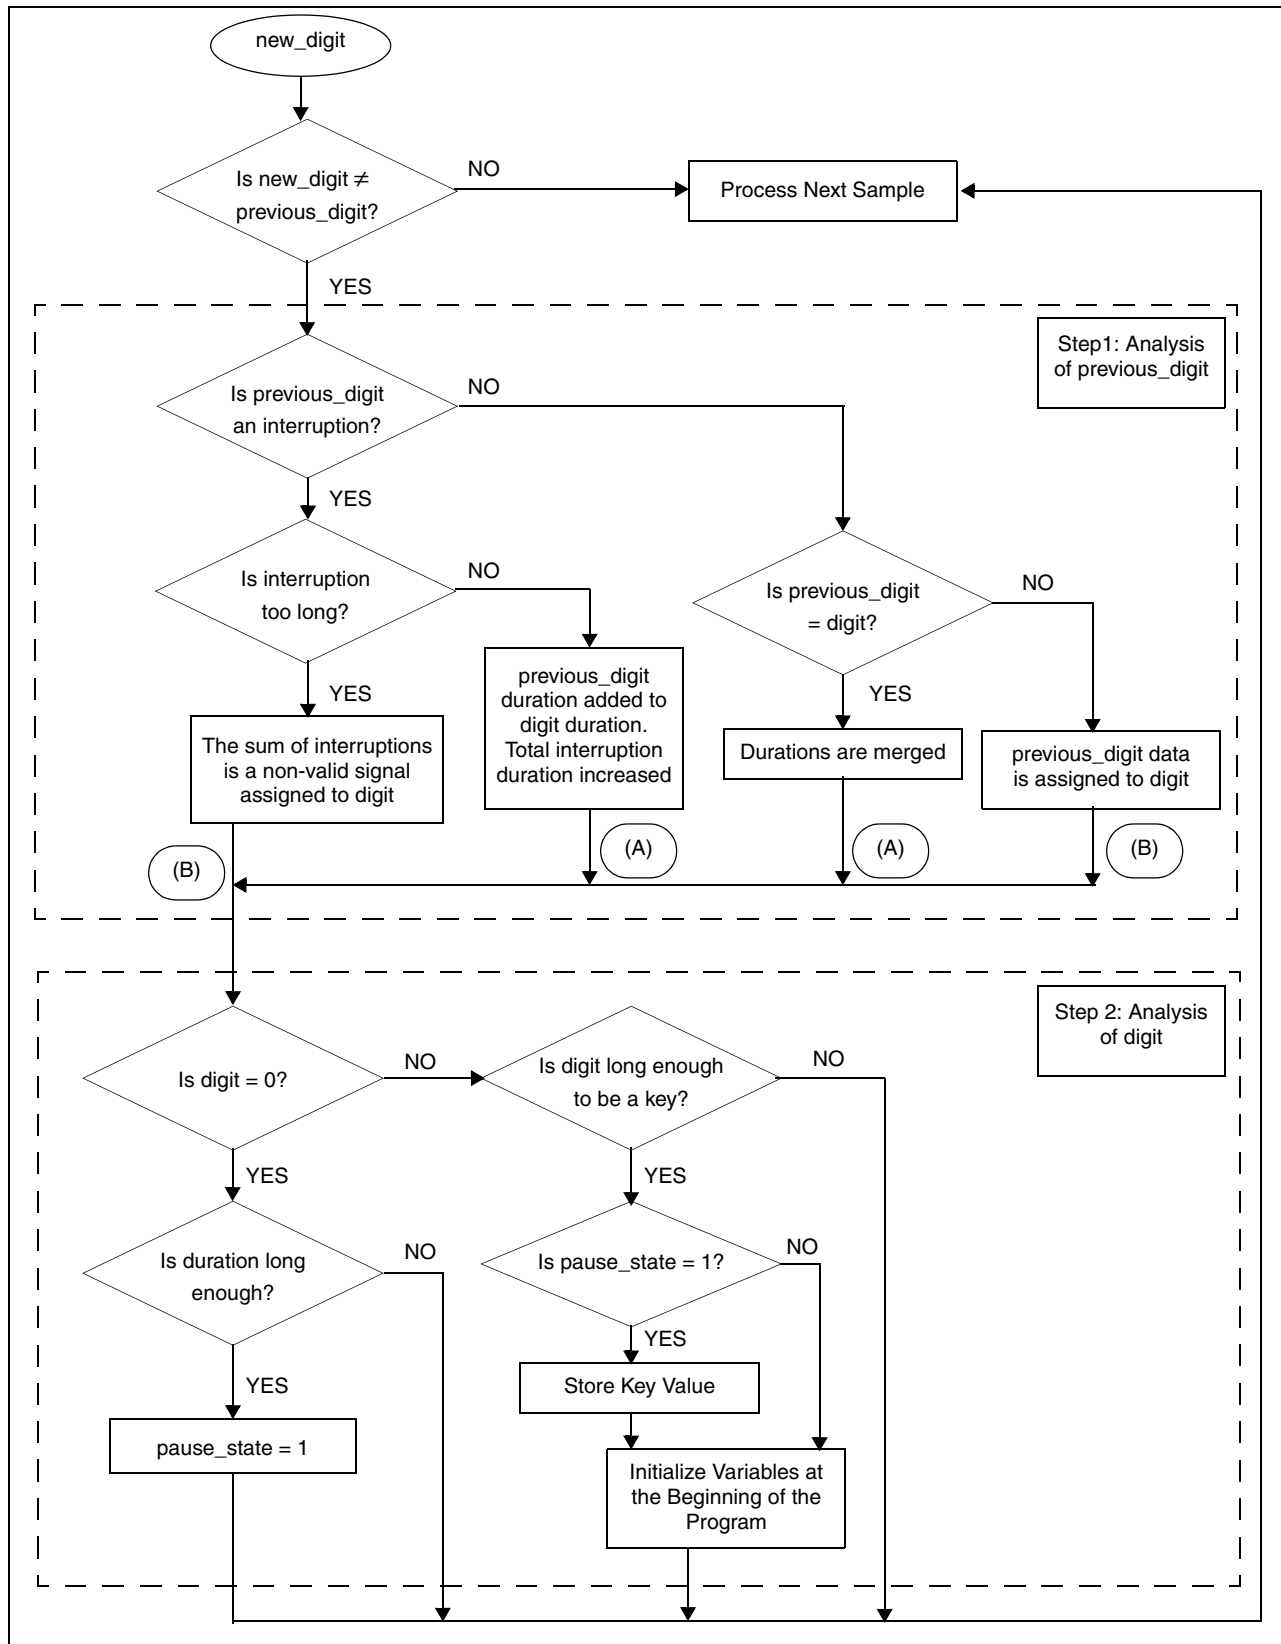 new_digit
Is new_digit ≠
previous_digit?
NO
Process Next Sample
YES
Step1: Analysis
of previous_digit
Is previous_digit
an interruption?
NO
YES
Is interruption
too long?
NO
Is previous_digit
= digit?
NO
YES
YES
The sum of interruptions
is a non-valid signal
assigned to digit
previous_digit
duration added to
digit duration.
Total interruption
duration increased
Durations are merged
previous_digit data
is assigned to digit
(B)
(A)
(A)
(B)
Step 2: Analysis
of digit
Is digit = 0?
NO
Is digit long enough
to be a key?
NO
YES
YES
Is duration long
enough?
NO
Is pause_state = 1?
NO
YES
YES
Store Key Value
pause_state = 1
Initialize Variables at
the Beginning of the
Program